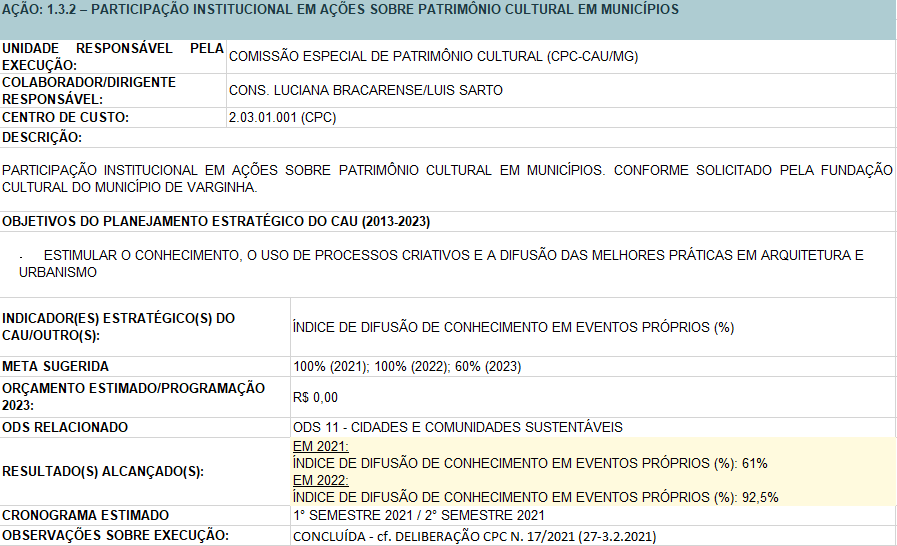 AÇÃO: 1.3.2 – PARTICIPAÇÃO INSTITUCIONAL EM AÇÕES SOBRE PATRIMÔNIO CULTURAL EM MUNICÍPIOS
UNIDADE RESPONSÁVEL PELA EXECUÇÃO:
COMISSÃO ESPECIAL DE PATRIMÔNIO CULTURAL (CPC-CAU/MG)
COLABORADOR/DIRIGENTE RESPONSÁVEL:
CONS. LUCIANA BRACARENSE/LUIS SARTO
CENTRO DE CUSTO:
2.03.01.001 (CPC)
DESCRIÇÃO:
PARTICIPAÇÃO INSTITUCIONAL EM AÇÕES SOBRE PATRIMÔNIO CULTURAL EM MUNICÍPIOS. CONFORME SOLICITADO PELA FUNDAÇÃO
CULTURAL DO MUNICÍPIO DE VARGINHA.
OBJETIVOS DO PLANEJAMENTO ESTRATÉGICO DO CAU (2013-2023)
- ESTIMULAR O CONHECIMENTO, O USO DE PROCESSOS CRIATIVOS E A DIFUSÃO DAS MELHORES PRÁTICAS EM ARQUITETURA E
URBANISMO
INDICADOR(ES) ESTRATÉGICO(S) DO
CAU/OUTRO(S):
ÍNDICE DE DIFUSÃO DE CONHECIMENTO EM EVENTOS PRÓPRIOS (%)
META SUGERIDA
100% (2021); 100% (2022); 60% (2023)
ORÇAMENTO ESTIMADO/PROGRAMAÇÃO
2023:
R$ 0,00
ODS RELACIONADO
ODS 11 - CIDADES E COMUNIDADES SUSTENTÁVEIS
RESULTADO(S) ALCANÇADO(S):
EM 2021:
ÍNDICE DE DIFUSÃO DE CONHECIMENTO EM EVENTOS PRÓPRIOS (%): 61%
EM 2022:
ÍNDICE DE DIFUSÃO DE CONHECIMENTO EM EVENTOS PRÓPRIOS (%): 92,5%
CRONOGRAMA ESTIMADO
1° SEMESTRE 2021 / 2° SEMESTRE 2021
OBSERVAÇÕES SOBRE EXECUÇÃO:
CONCLUÍDA - cf. DELIBERAÇÃO CPC N. 17/2021 (27-3.2.2021)